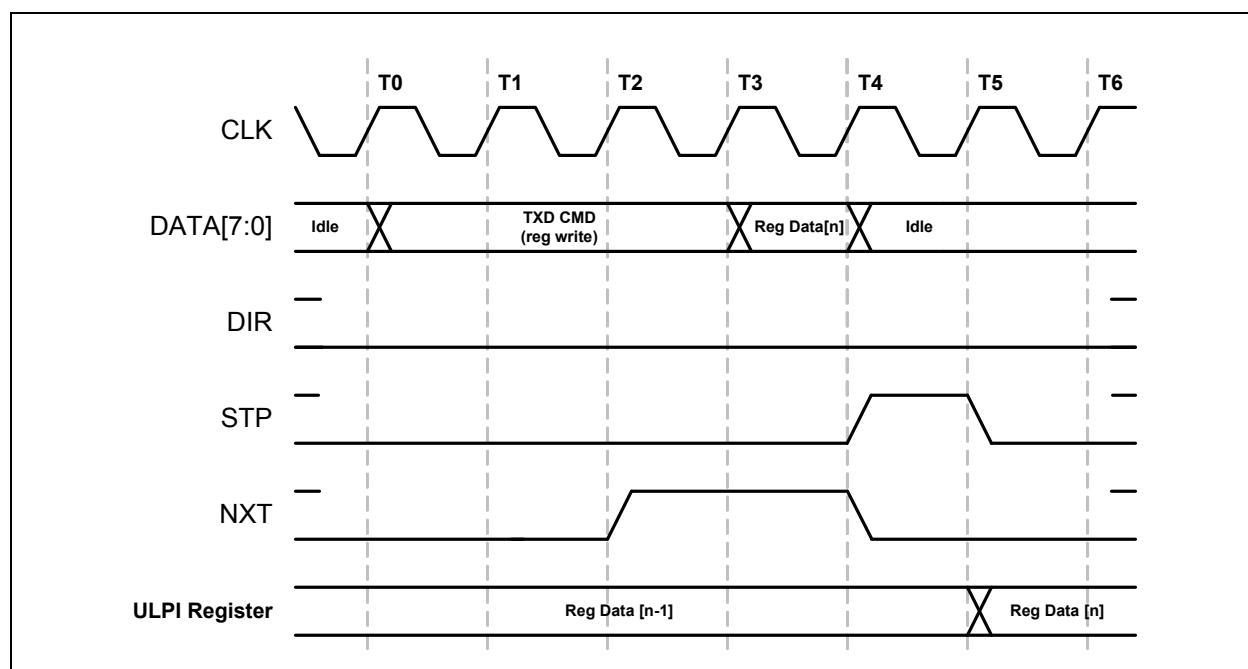 T0 T1 T2 T3 T4 T5 T6
CLK
DATA[7:0] Idle TXD CMD Reg Data[n] Idle
(reg write)
DIR
STP
NXT
ULPI Register Reg Data [n-1] Reg Data [n]